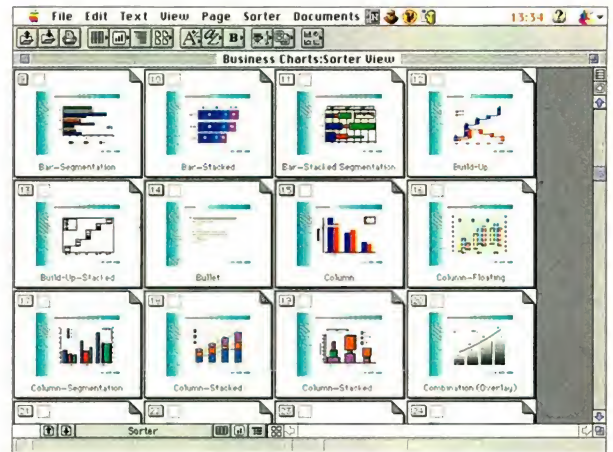 File Edit Text View Page Sorter Documents 13:34
Business Charts:Sorter View
9 10 11 12
Bar-Segmentation Bar-Stacked Bar-Stacked Segmentation Build-Up
13 14 15 16
Build-Up-Stacked Bullet Column Column-Floating
17 18 19 20
Column-Segmentation Column-Stacked Column-Stacked Combination (Overlay)
21 22 23 24
Sorter